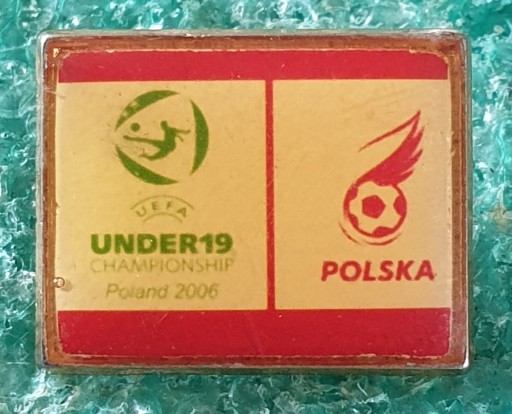 UEFA
UNDER19
CHAMPIONSHIP
Poland 2006
POLSKA